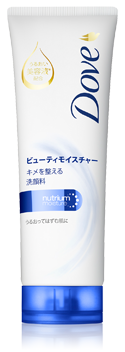 Dove
ビューティモイスチャー
キメを整える
洗顔料
nutrium
moisture
うるおってはずむ肌に